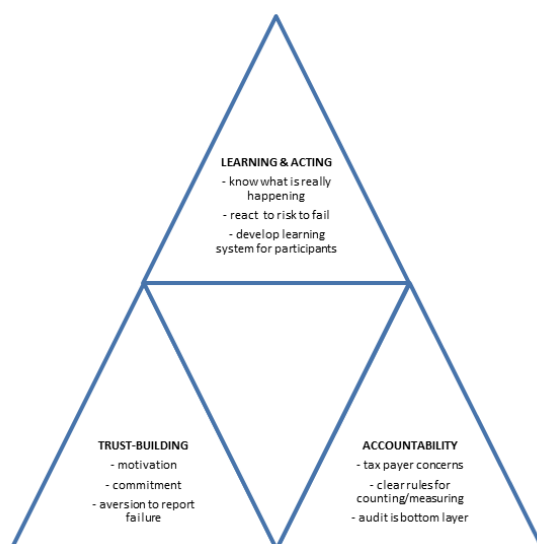 LEARNING & ACTING
- know what is really
happening
- react to risk to fail
- develop learning
system for participants
TRUST-BUILDING
- motivation
- commitment
- aversion to report
failure
ACCOUNTABILITY
- tax payer concerns
- clear rules for
counting/measuring
- audit is bottom layer